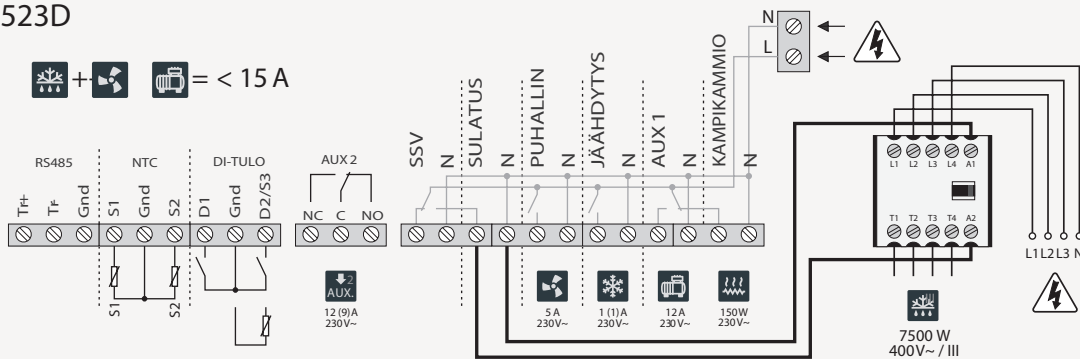 523D
+
= < 15 A
N
L
RS485
NTC
DI-TULO
AUX 2
SSV
N
SULATUS
N
PUHALLIN
N
JÄÄHDYTYS
N
AUX 1
N
KAMPIKAMMIO
N
Tr+
Tr-
Gnd
S1
Gnd
S2
D1
Gnd
D2/S3
NC
C
NO
L1
L2
L3
L4
A1
T1
T2
T3
T4
A2
S1
S2
2
AUX.
12 (9) A
230V~
5 A
230V~
1 (1) A
230V~
12 A
230V~
150W
230V~
L1 L2 L3 N
7500 W
400V~ / III